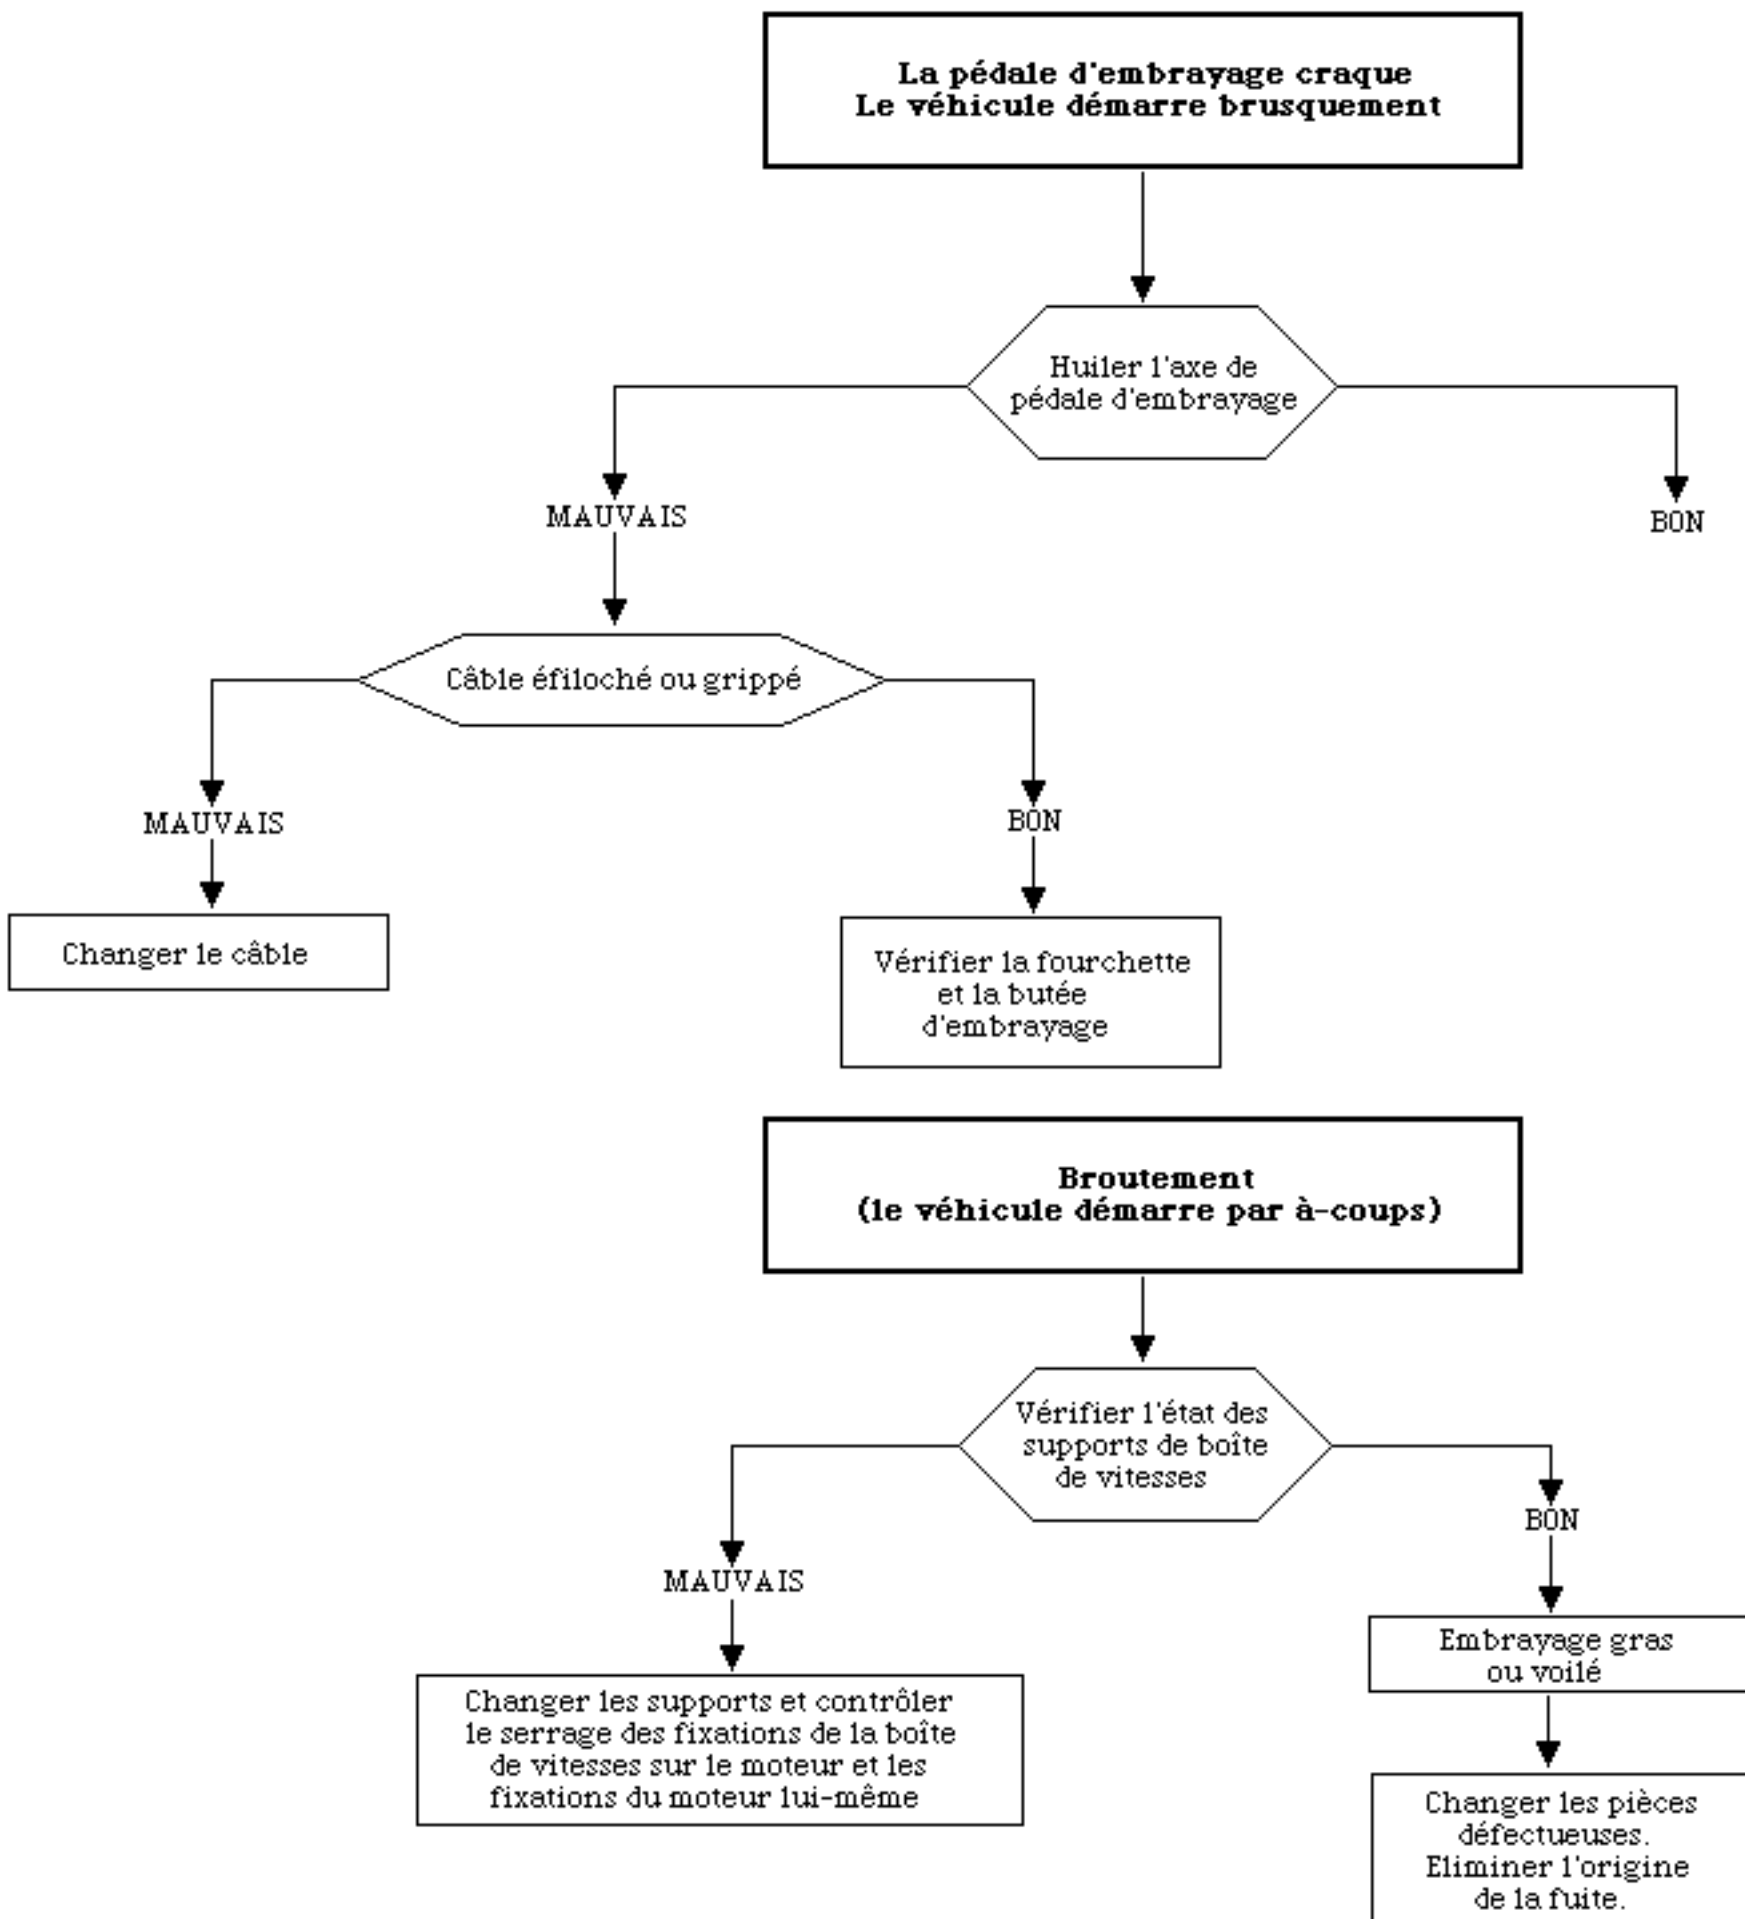 La pédale d'embrayage craque
Le véhicule démarre brusquement
Huiler l'axe de
pédale d'embrayage
MAUVAIS
BON
Câble éfiloché ou grippé
MAUVAIS
BON
Changer le câble
Vérifier la fourchette
et la butée
d'embrayage
Broutement
(le véhicule démarre par à-coups)
Vérifier l'état des
supports de boîte
de vitesses
BON
MAUVAIS
Embrayage gras
ou voilé
Changer les supports et contrôler
le serrage des fixations de la boîte
de vitesses sur le moteur et les
fixations du moteur lui-même
Changer les pièces
défectueuses.
Eliminer l'origine
de la fuite.